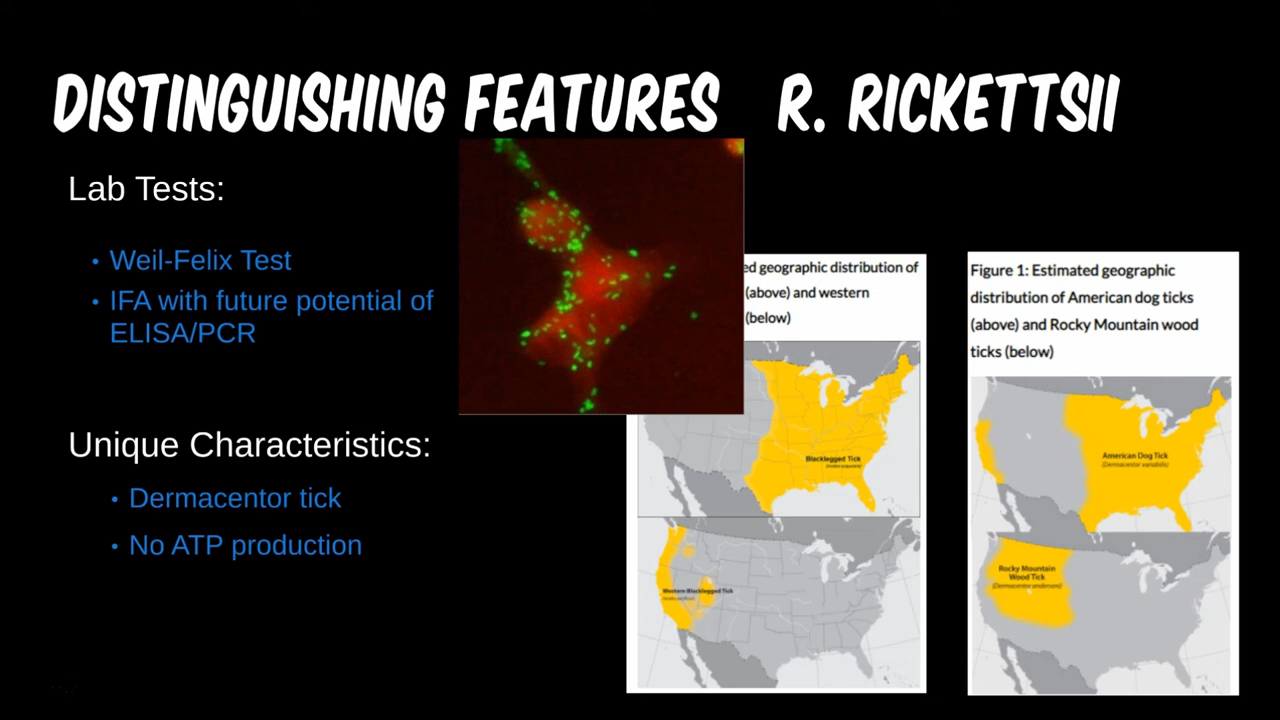 DISTINGUISHING FEATURES R. RICKETTSII
Lab Tests:
• Weil-Felix Test
• IFA with future potential of
ELISA/PCR
Unique Characteristics:
• Dermacentor tick
• No ATP production
ed geographic distribution of
(above) and western
(below)
Blacklegged Tick
Western Blacklegged Tick
Figure 1: Estimated geographic
distribution of American dog ticks
(above) and Rocky Mountain wood
ticks (below)
American Dog Tick
(Dermacentor variabilis)
Rocky Mountain
Wood Tick
(Dermacentor andersoni)